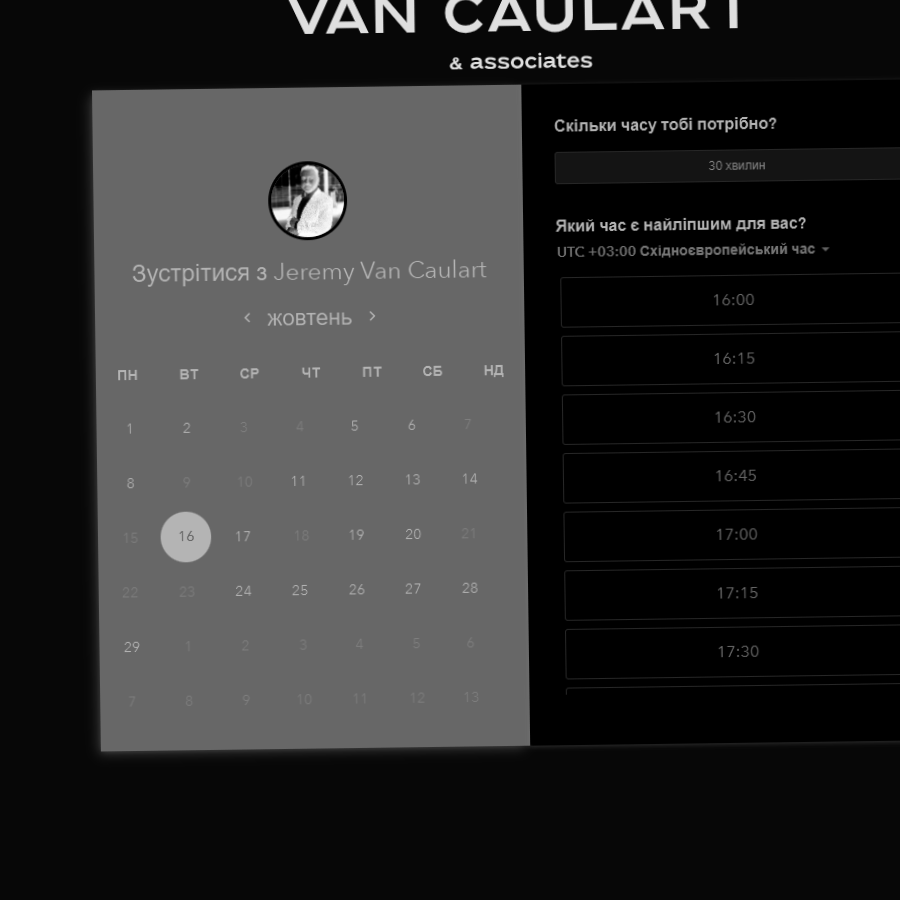 VAN CAULART
& associates
Зустрітися з Jeremy Van Caulart
жовтень
ПН ВТ СР ЧТ ПТ СБ НД
1 2 3 4 5 6 7
8 9 10 11 12 13 14
15 16 17 18 19 20 21
22 23 24 25 26 27 28
29 1 2 3 4 5 6
7 8 9 10 11 12 13
Скільки часу тобі потрібно?
30 хвилин
Який час є найліпшим для вас?
UTC +03:00 Східноєвропейський час
16:00
16:15
16:30
16:45
17:00
17:15
17:30